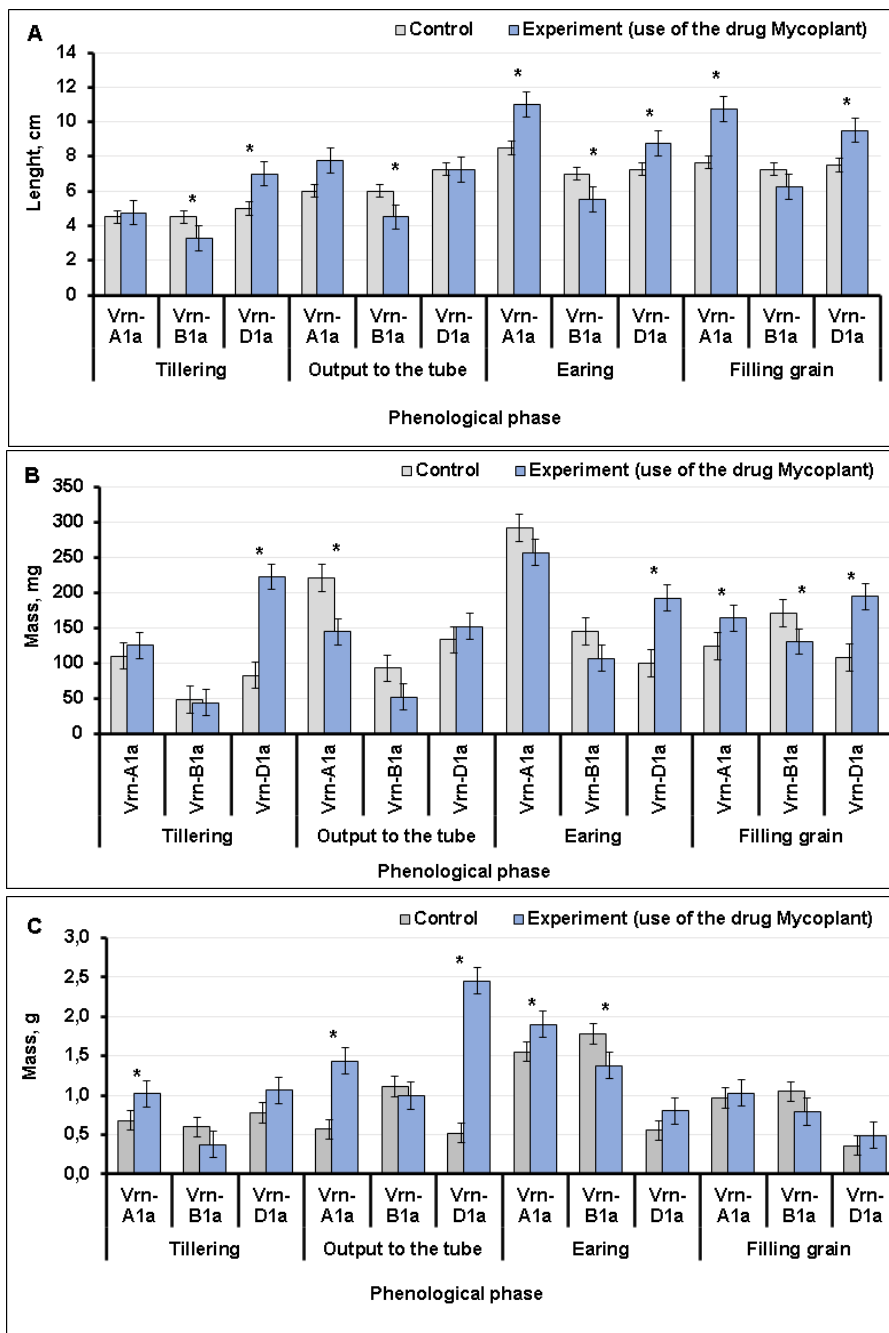 A
Control
Experiment (use of the drug Mycoplant)
14
12
10
8
6
4
2
0
Lenght, cm
* * * * * * * *
Vrn-A1a Vrn-B1a Vrn-D1a Vrn-A1a Vrn-B1a Vrn-D1a Vrn-A1a Vrn-B1a Vrn-D1a Vrn-A1a Vrn-B1a Vrn-D1a
Tillering Output to the tube Earing Filling grain
Phenological phase
B
Control
Experiment (use of the drug Mycoplant)
350
300
250
200
150
100
50
0
Mass, mg
* * * * * *
Vrn-A1a Vrn-B1a Vrn-D1a Vrn-A1a Vrn-B1a Vrn-D1a Vrn-A1a Vrn-B1a Vrn-D1a Vrn-A1a Vrn-B1a Vrn-D1a
Tillering Output to the tube Earing Filling grain
Phenological phase
C
Control
Experiment (use of the drug Mycoplant)
3,0
2,5
2,0
1,5
1,0
0,5
0,0
Mass, g
* * * * *
Vrn-A1a Vrn-B1a Vrn-D1a Vrn-A1a Vrn-B1a Vrn-D1a Vrn-A1a Vrn-B1a Vrn-D1a Vrn-A1a Vrn-B1a Vrn-D1a
Tillering Output to the tube Earing Filling grain
Phenological phase